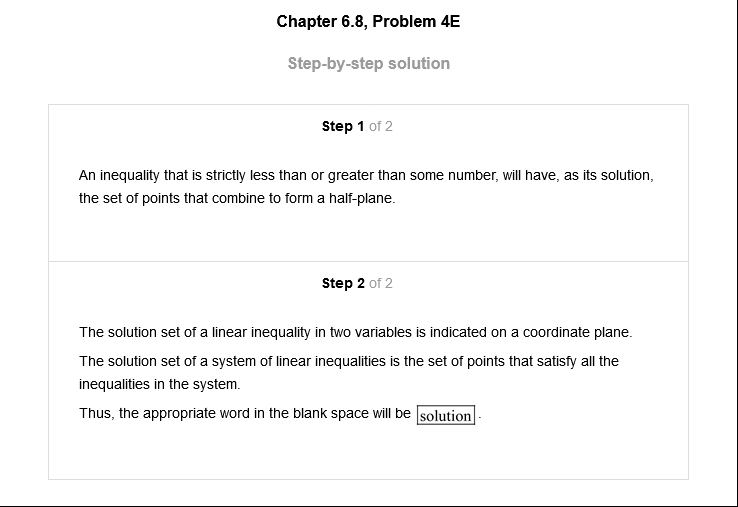 Chapter 6.8, Problem 4E
Step-by-step solution
Step 1 of 2
An inequality that is strictly less than or greater than some number, will have, as its solution,
the set of points that combine to form a half-plane.
Step 2 of 2
The solution set of a linear inequality in two variables is indicated on a coordinate plane.
The solution set of a system of linear inequalities is the set of points that satisfy all the
inequalities in the system.
Thus, the appropriate word in the blank space will be solution .